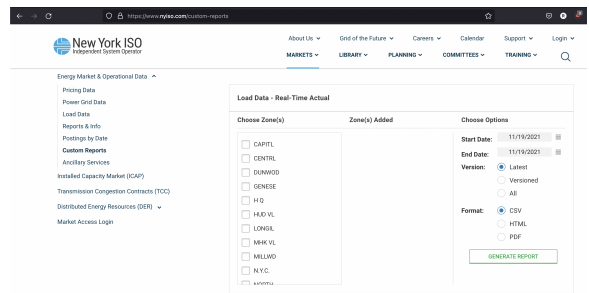 https://www.nyiso.com/custom-reports
New York ISO
Independent System Operator
About Us
Grid of the Future
Careers
Calendar
Support
Login
MARKETS
LIBRARY
PLANNING
COMMITTEES
TRAINING
Energy Market & Operational Data
Pricing Data
Power Grid Data
Load Data
Reports & Info
Postings by Date
Custom Reports
Ancillary Services
Installed Capacity Market (ICAP)
Transmission Congestion Contracts (TCC)
Distributed Energy Resources (DER)
Market Access Login
Load Data - Real-Time Actual
Choose Zone(s)
CAPITL
CENTRL
DUNWOD
GENESE
H Q
HUD VL
LONGIL
MHK VL
MILLWD
N.Y.C.
NORTH
Zone(s) Added
Choose Options
Start Date: 11/19/2021
End Date: 11/19/2021
Version: Latest
Versioned
All
Format: CSV
HTML
PDF
GENERATE REPORT